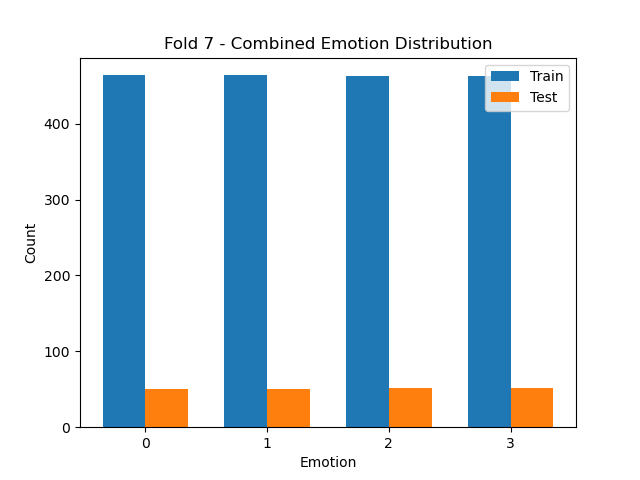 Fold 7 - Combined Emotion Distribution
Train
Test
400
300
200
100
0
Count
0 1 2 3
Emotion